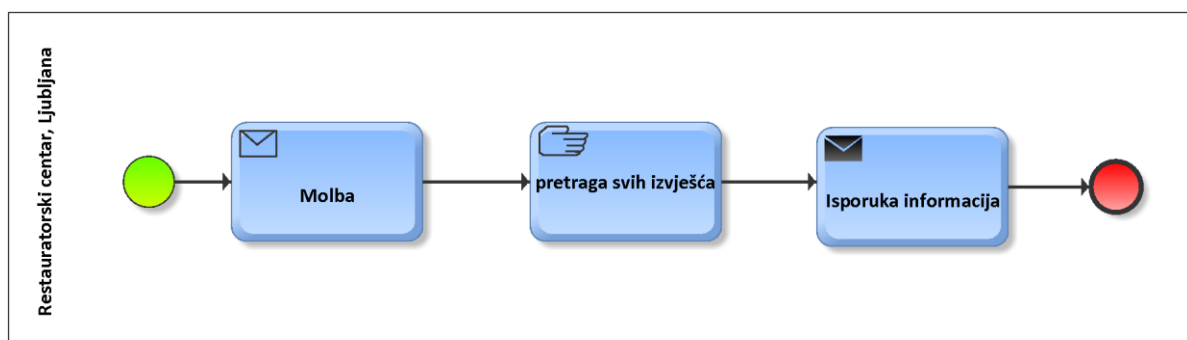 Restauratorski centar, Ljubljana
Molba
pretraga svih izvješća
Isporuka informacija